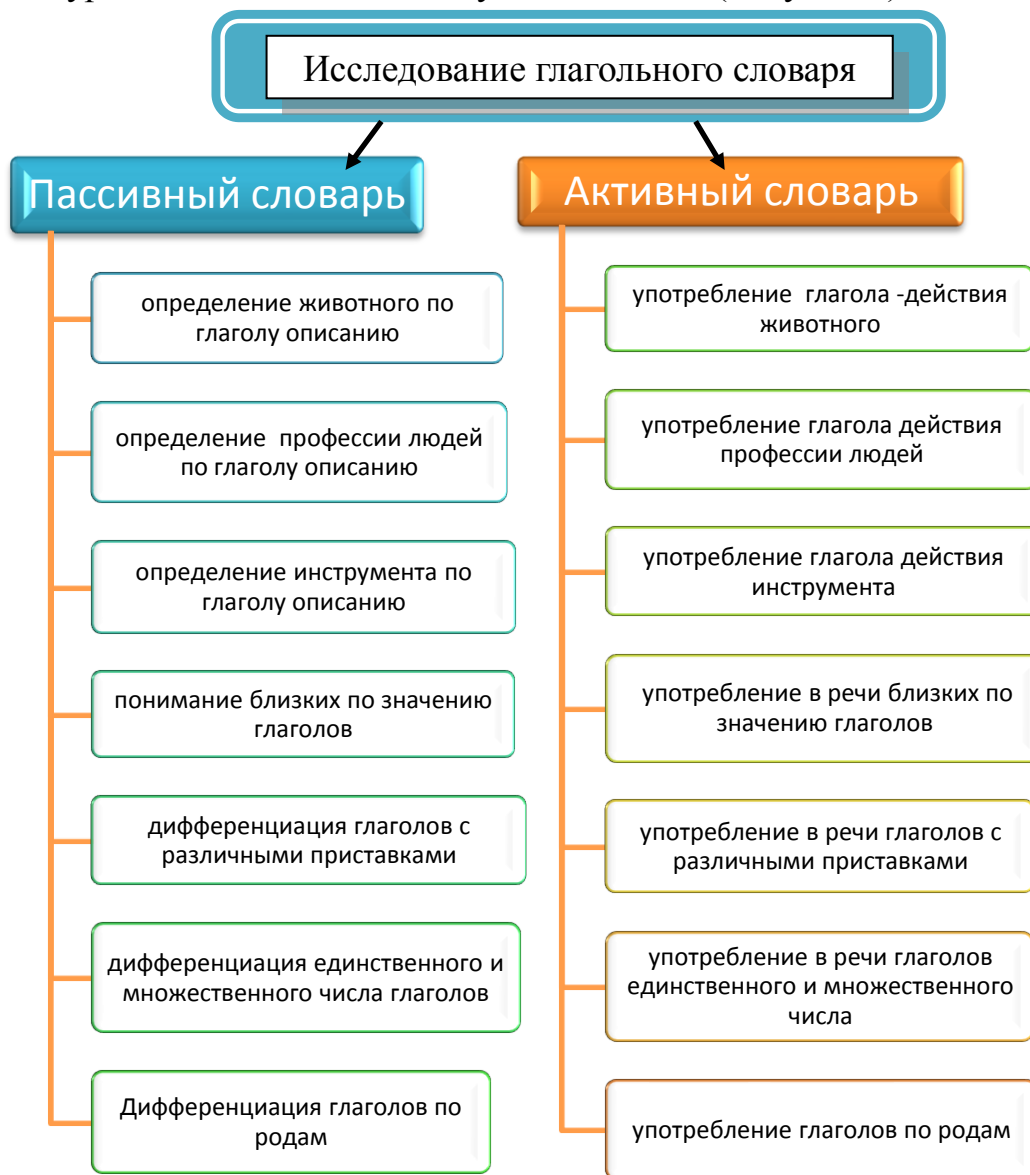 Исследование глагольного словаря
Пассивный словарь
определение животного по
глаголу описанию
определение профессии людей
по глаголу описанию
определение инструмента по
глаголу описанию
понимание близких по значению
глаголов
дифференциация глаголов с
различными приставками
дифференциация единственного и
множественного числа глаголов
Дифференциация глаголов по
родам
Активный словарь
употребление глагола -действия
животного
употребление глагола действия
профессии людей
употребление глагола действия
инструмента
употребление в речи близких по
значению глаголов
употребление в речи глаголов с
различными приставками
употребление в речи глаголов
единственного и множественного
числа
употребление глаголов по родам